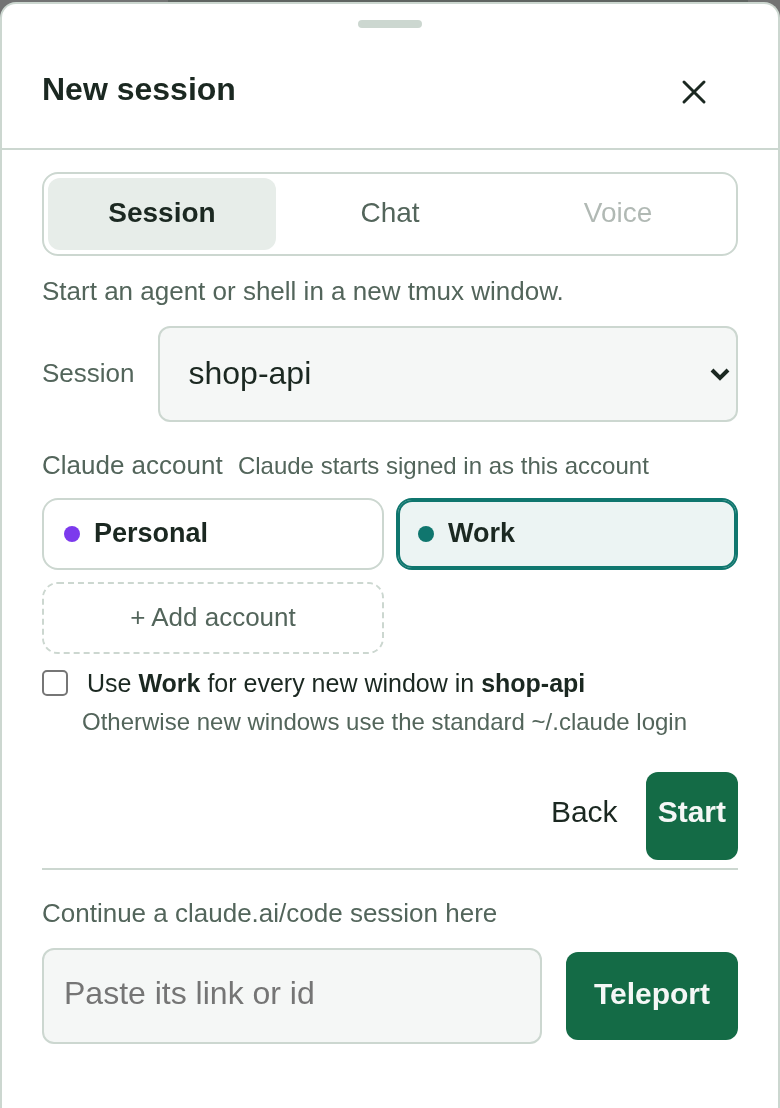 New session
Session Chat Voice
Start an agent or shell in a new tmux window.
Session shop-api
Claude account Claude starts signed in as this account
Personal Work
+ Add account
Use Work for every new window in shop-api
Otherwise new windows use the standard ~/.claude login
Back Start
Continue a claude.ai/code session here
Paste its link or id Teleport